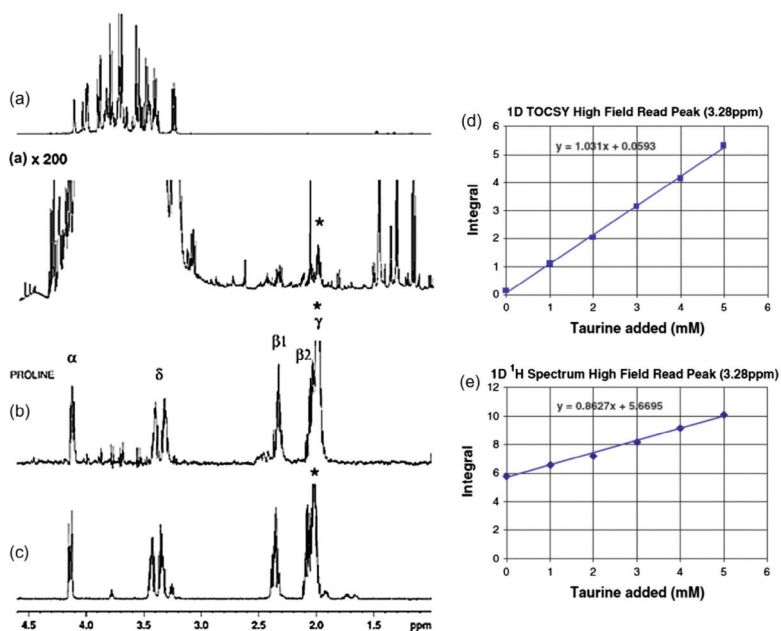 (a)
(a) x 200
*
*
γ
α
δ
β1
β2
PROLINE
(b)
*
(c)
4.5
4.0
3.5
3.0
2.5
2.0
1.5
ppm
(d)
1D TOCSY High Field Read Peak (3.28ppm)
y = 1.031x + 0.0593
Integral
6
5
4
3
2
1
0
0 1 2 3 4 5 6
Taurine added (mM)
(e)
1D ¹H Spectrum High Field Read Peak (3.28ppm)
y = 0.8627x + 5.6695
Integral
12
10
8
6
4
2
0
0 1 2 3 4 5 6
Taurine added (mM)